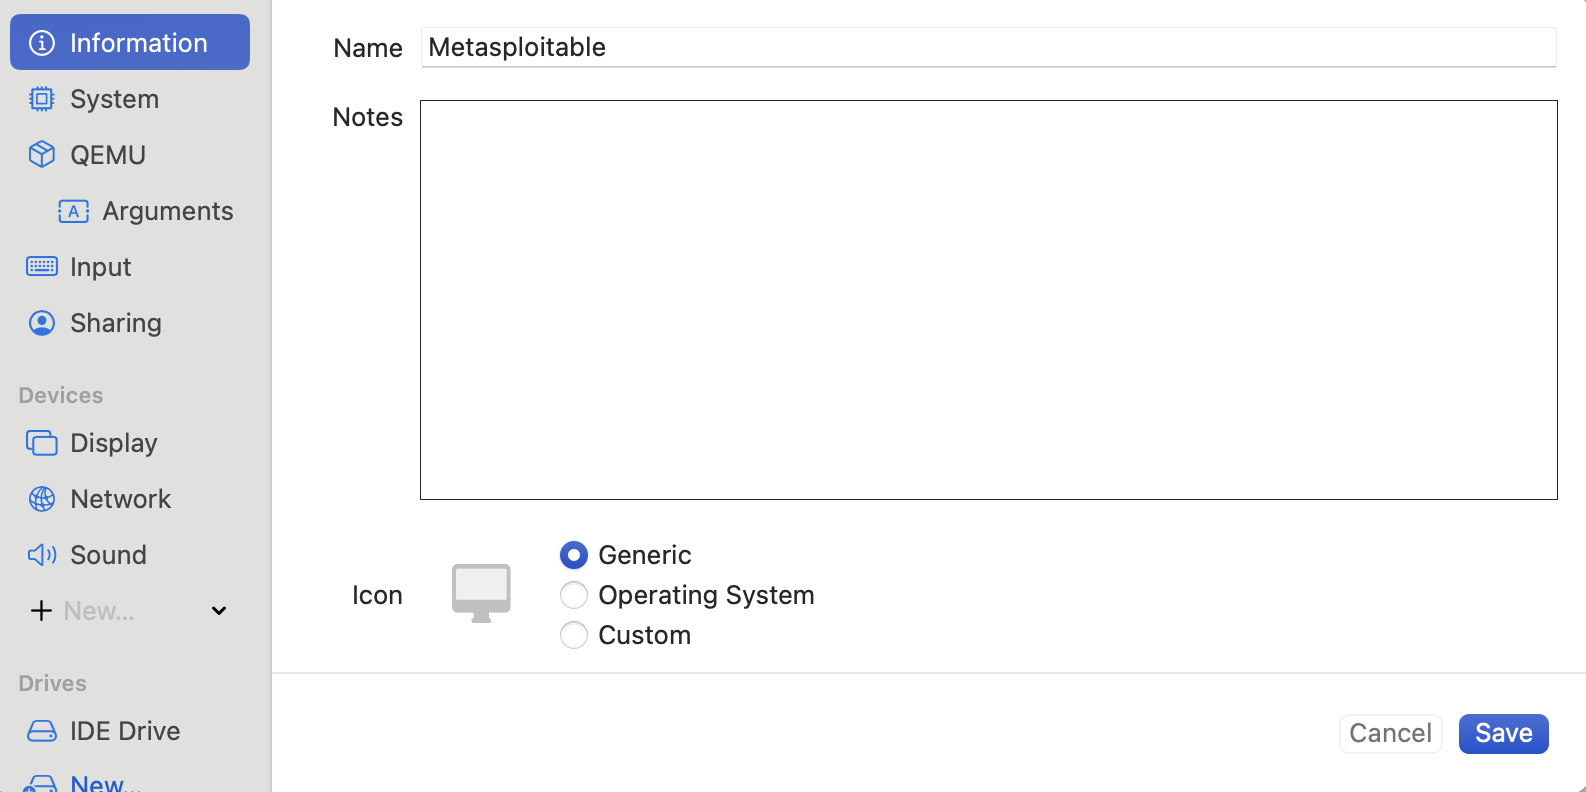 Information
System
QEMU
Arguments
Input
Sharing
Devices
Display
Network
Sound
New...
Drives
IDE Drive
New...
Name Metasploitable
Notes
Icon
Generic
Operating System
Custom
Cancel
Save